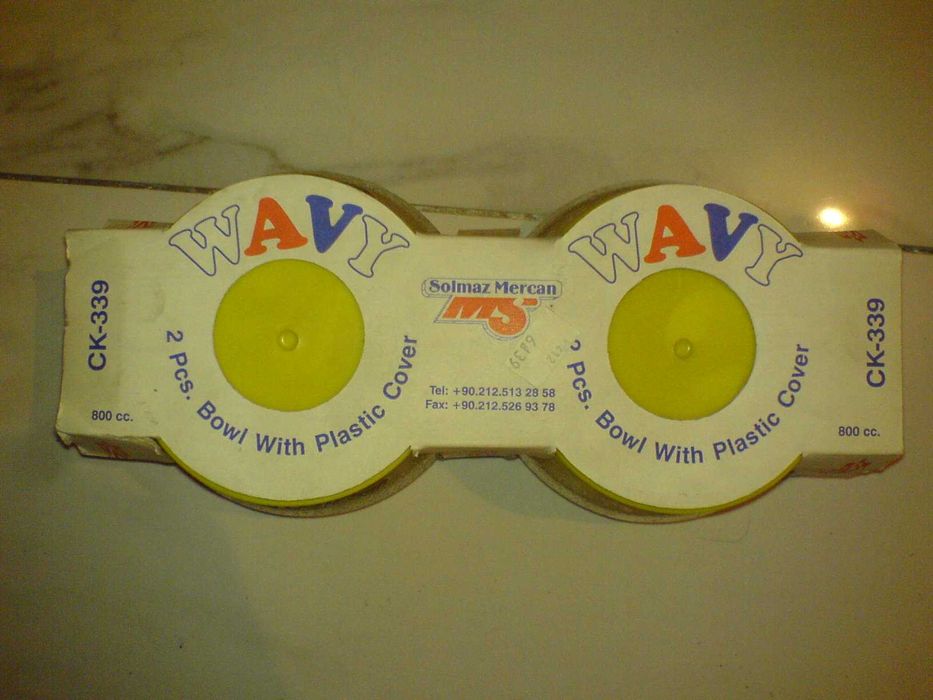 WAVY
2 Pcs. Bowl With Plastic Cover
CK-339
800 cc.
Solmaz Mercan
MS
Tel: +90.212.513 28 58
Fax: +90.212.526 93 78
WAVY
2 Pcs. Bowl With Plastic Cover
CK-339
800 cc.